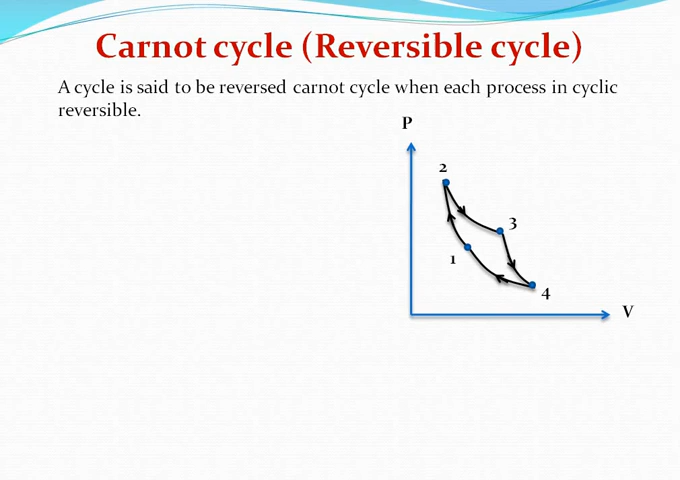 Carnot cycle (Reversible cycle)
A cycle is said to be reversed carnot cycle when each process in cyclic
reversible.
P
2
3
1
4
V